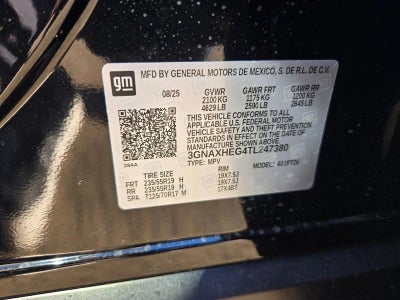 gm
MFD BY GENERAL MOTORS DE MEXICO, S. DE R.L. DE C.V.
08/25 GVWR GAWR FRT GAWR RR
2100 KG 1175 KG 1200 KG
4629 LB 2590 LB 2645 LB
THIS VEHICLE CONFORMS TO ALL
APPLICABLE U.S. FEDERAL MOTOR
VEHICLE SAFETY AND THEFT PREVENTION
STANDARDS IN EFFECT ON THE DATE OF
MANUFACTURE SHOWN ABOVE.
3GNAXHEG4TL247380
TYPE: MPV MODEL: 401PT26
384A
TIRE SIZE RIM
FRT 235/55R19 H 19X7.5J
RR 235/55R19 H 19X7.5J
SPA T125/70R17 M 17X4BT